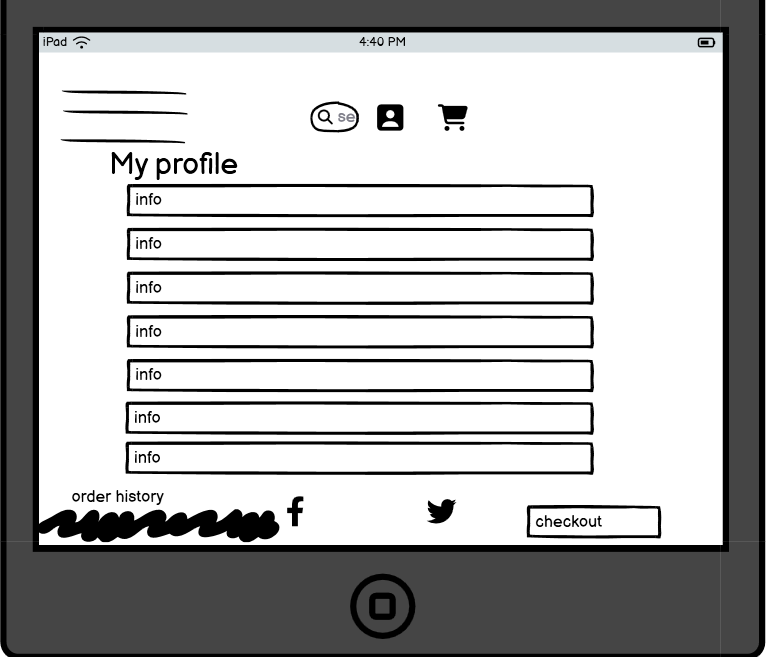 iPad 4:40 PM
se
My profile
info
info
info
info
info
info
info
order history
checkout